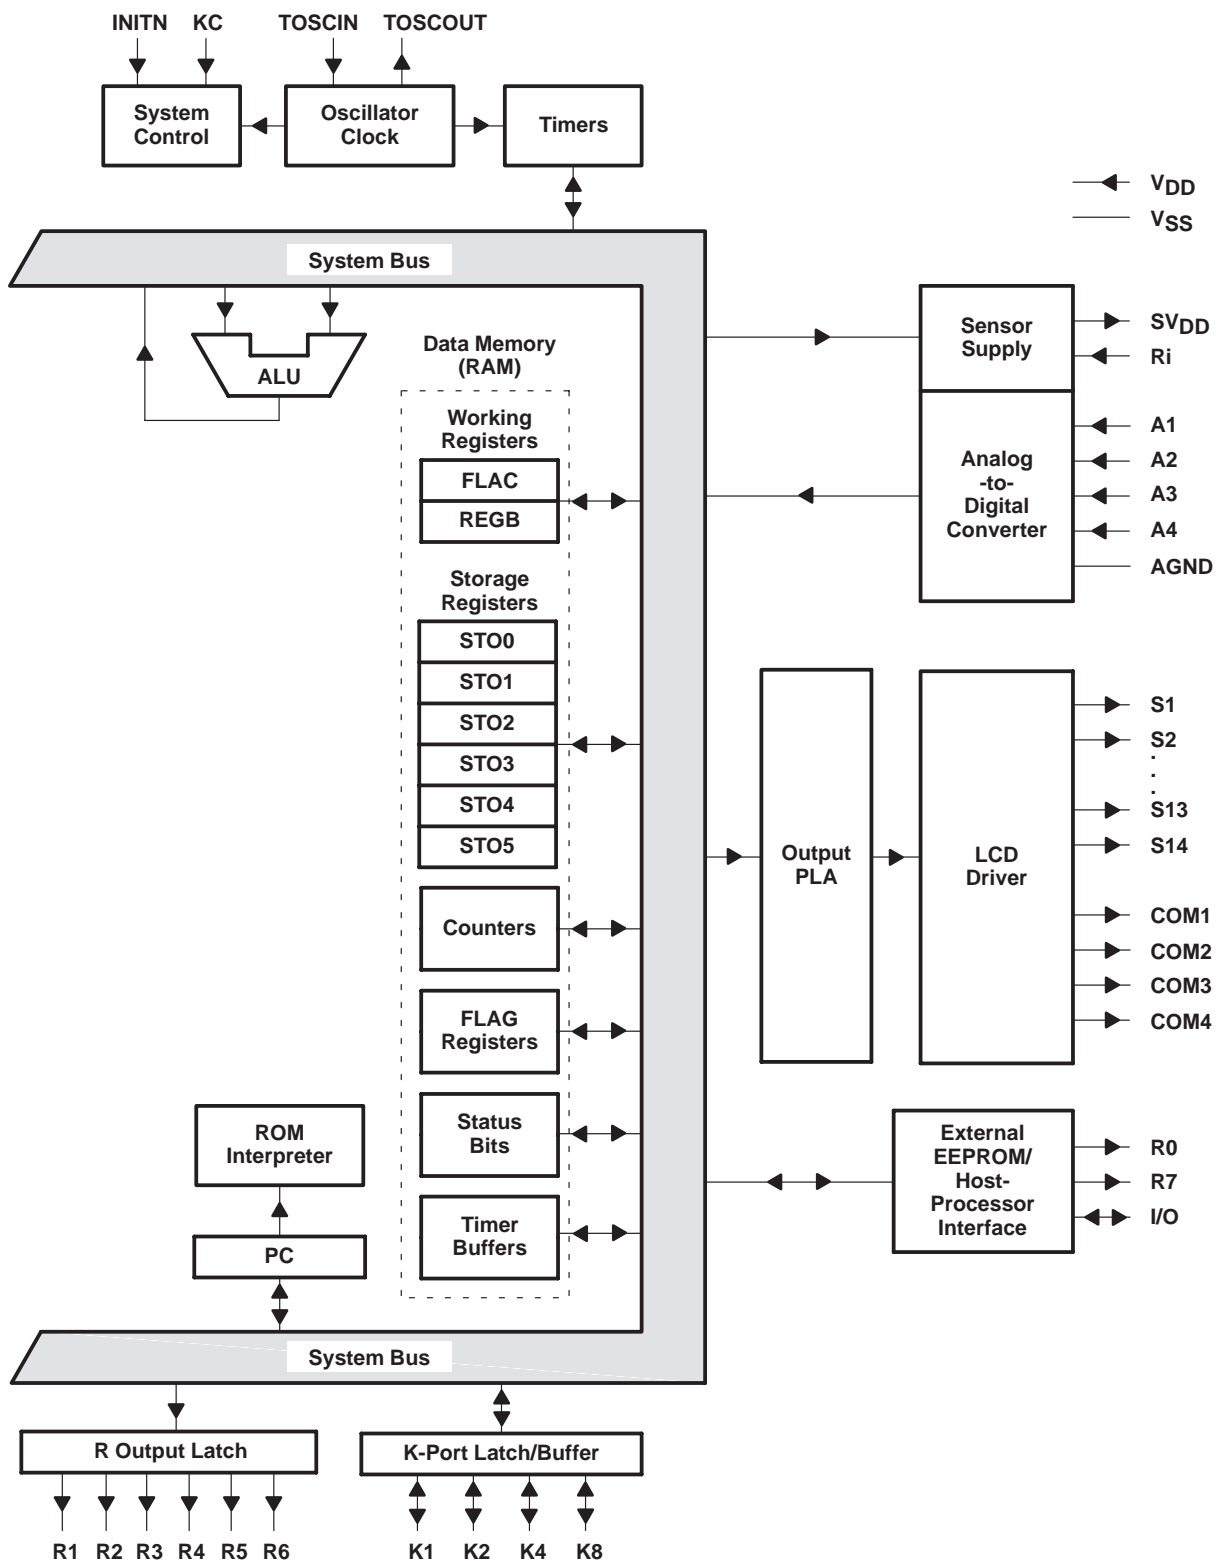 INITN KC TOSCIN TOSCOUT
System
Control
Oscillator
Clock
Timers
VDD
VSS
System Bus
ALU
Data Memory
(RAM)
Working
Registers
FLAC
REGB
Storage
Registers
STO0
STO1
STO2
STO3
STO4
STO5
Counters
FLAG
Registers
Status
Bits
Timer
Buffers
ROM
Interpreter
PC
Sensor
Supply
SVDD
Ri
Analog
-to-
Digital
Converter
A1
A2
A3
A4
AGND
Output
PLA
LCD
Driver
S1
S2
.
.
.
S13
S14
COM1
COM2
COM3
COM4
External
EEPROM/
Host-
Processor
Interface
R0
R7
I/O
System Bus
R Output Latch
K-Port Latch/Buffer
R1 R2 R3 R4 R5 R6
K1 K2 K4 K8